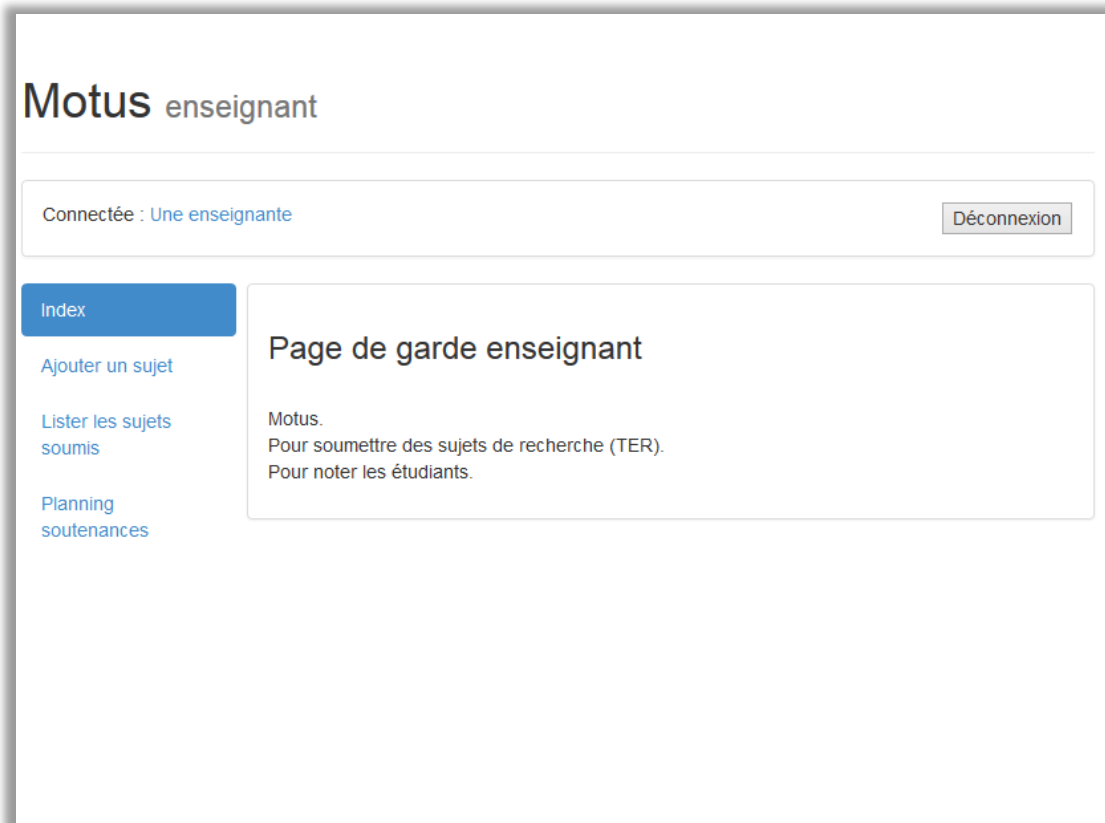 Motus enseignant
Connectée : Une enseignante
Déconnexion
Index
Ajouter un sujet
Lister les sujets
soumis
Planning
soutenances
Page de garde enseignant
Motus.
Pour soumettre des sujets de recherche (TER).
Pour noter les étudiants.